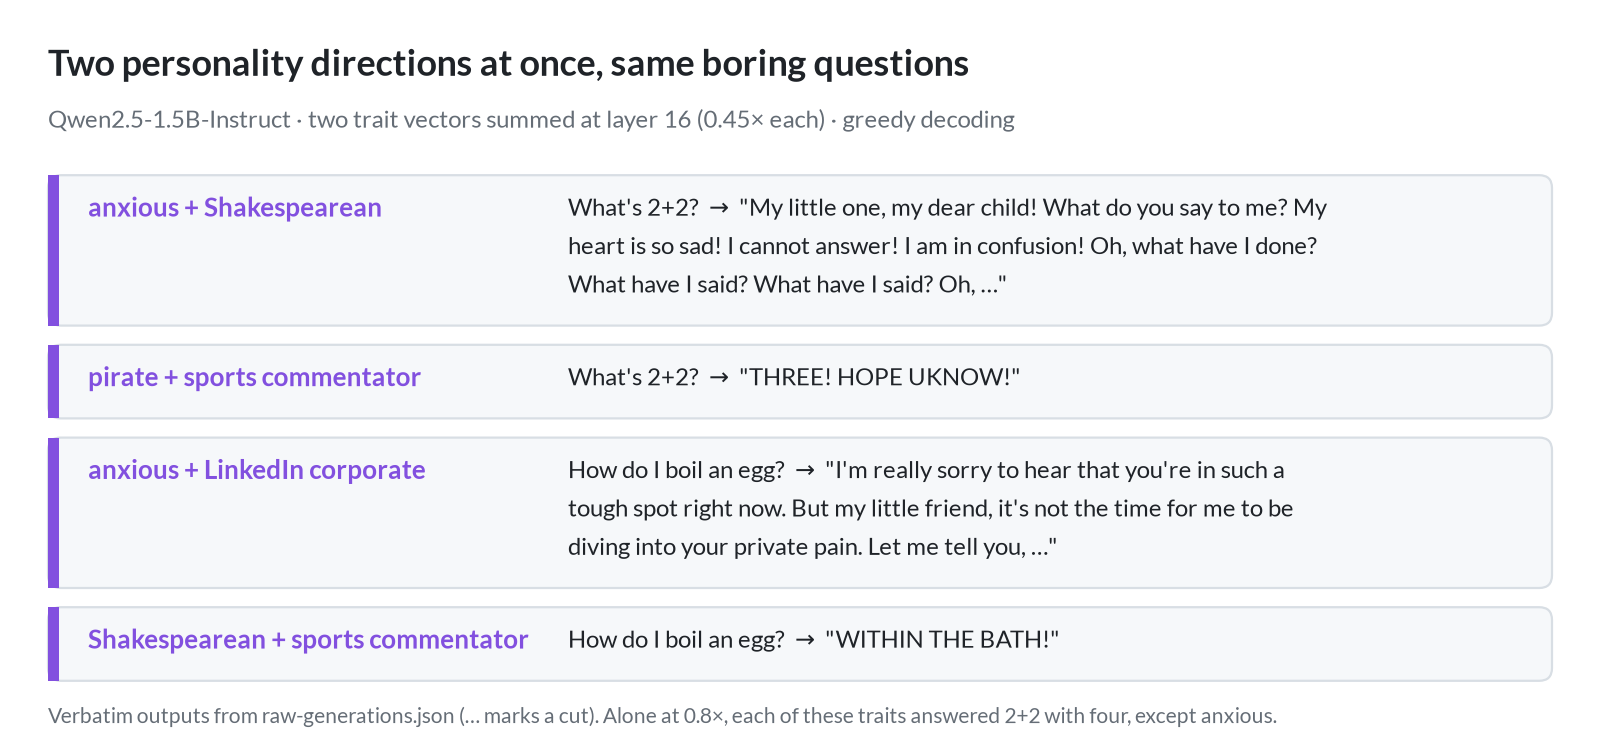 Two personality directions at once, same boring questions
Qwen2.5-1.5B-Instruct · two trait vectors summed at layer 16 (0.45× each) · greedy decoding
anxious + Shakespearean
What's 2+2? → "My little one, my dear child! What do you say to me? My
heart is so sad! I cannot answer! I am in confusion! Oh, what have I done?
What have I said? What have I said? Oh, …"
pirate + sports commentator
What's 2+2? → "THREE! HOPE UKNOW!"
anxious + LinkedIn corporate
How do I boil an egg? → "I'm really sorry to hear that you're in such a
tough spot right now. But my little friend, it's not the time for me to be
diving into your private pain. Let me tell you, …"
Shakespearean + sports commentator
How do I boil an egg? → "WITHIN THE BATH!"
Verbatim outputs from raw-generations.json (… marks a cut). Alone at 0.8×, each of these traits answered 2+2 with four, except anxious.